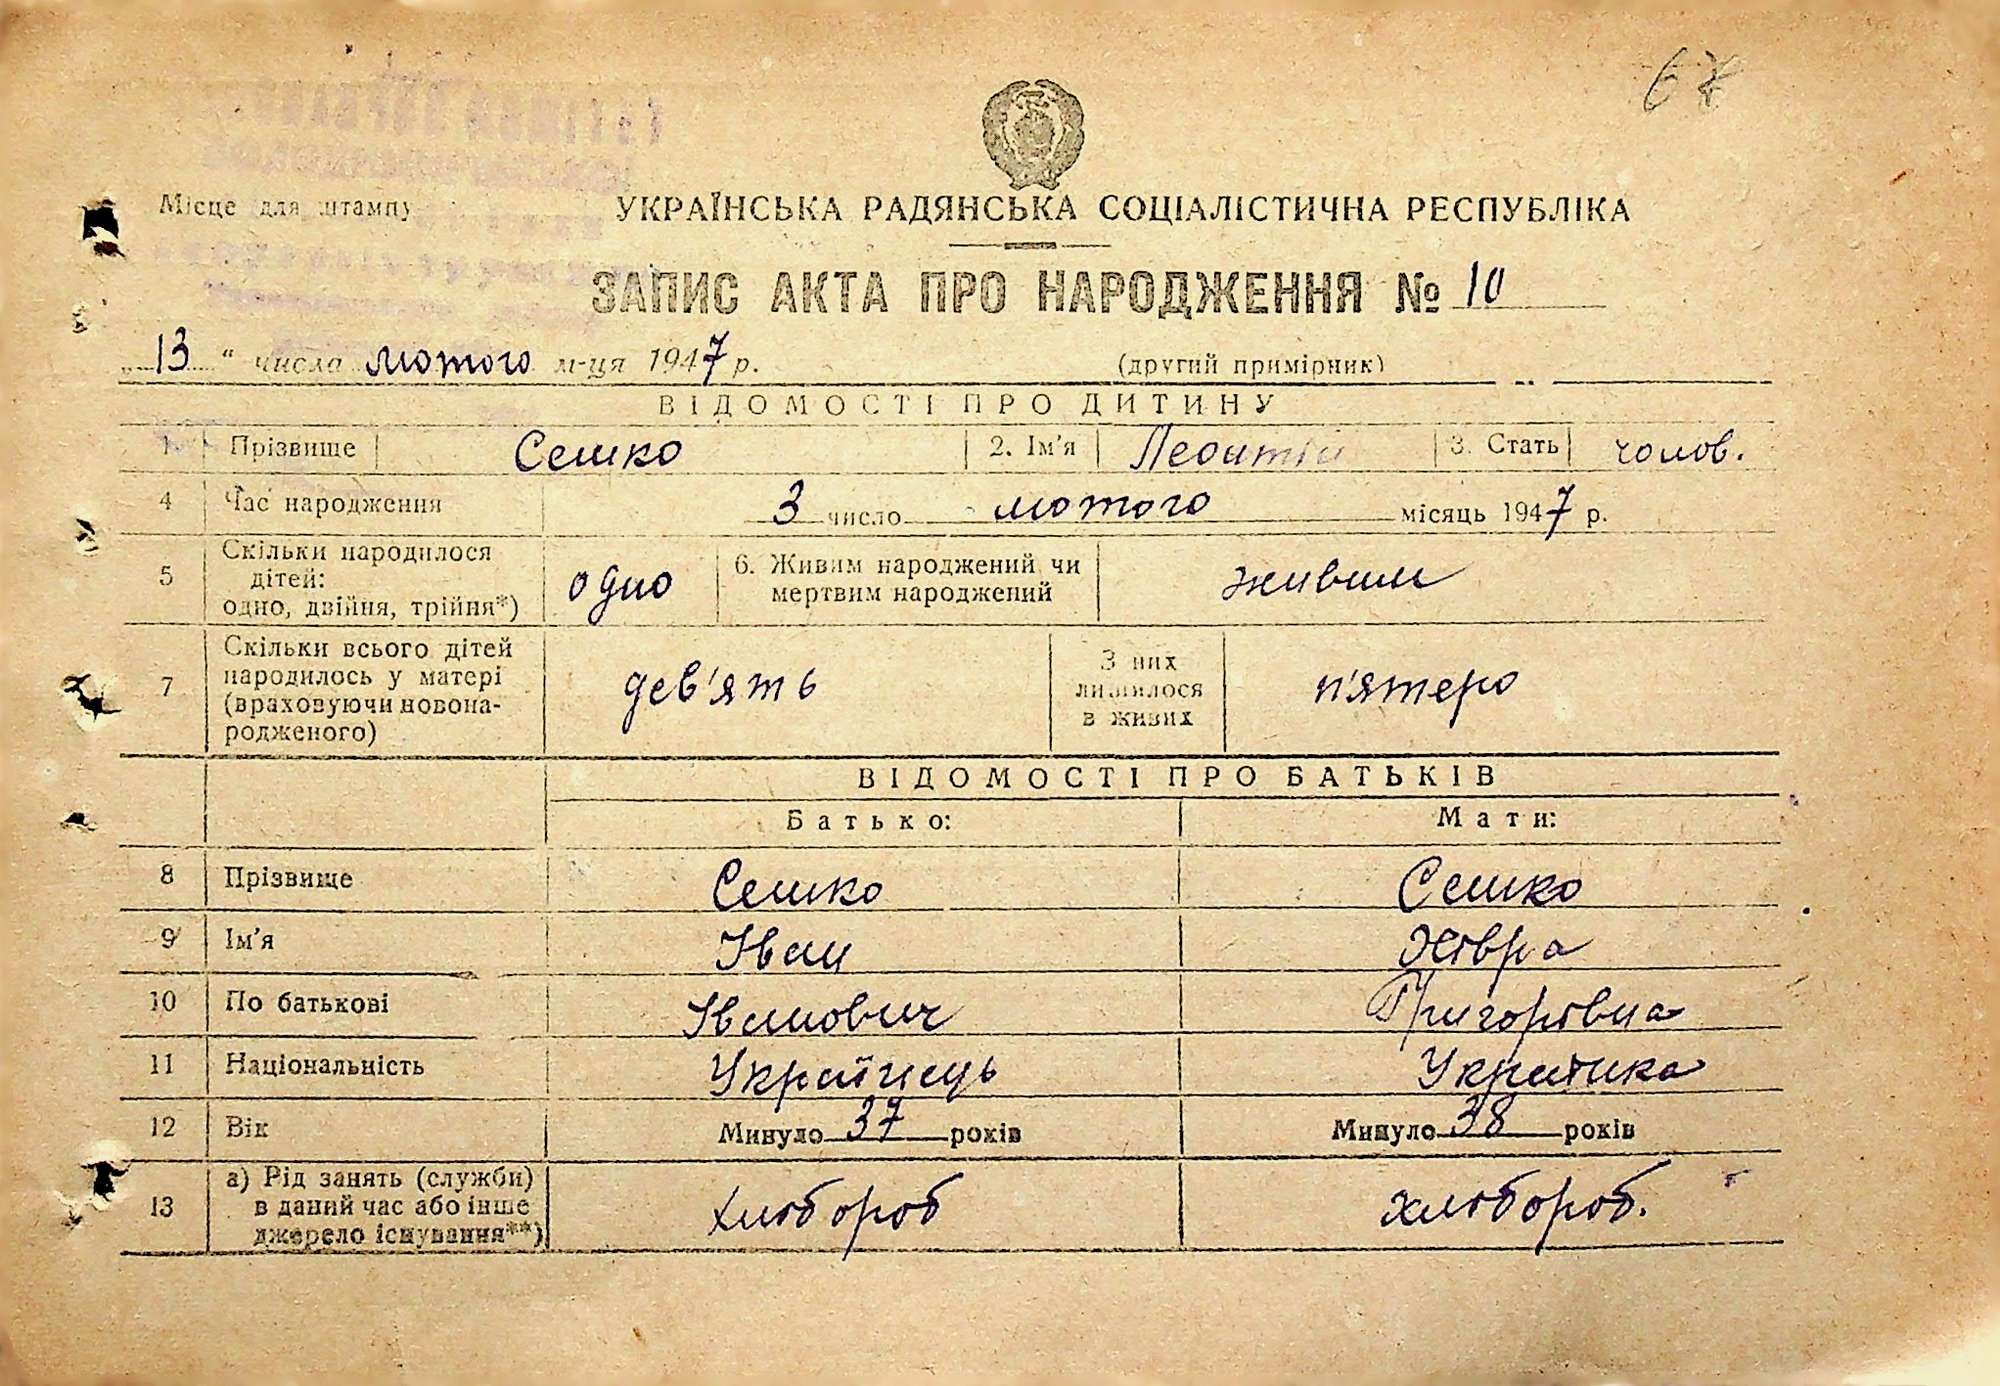 67
Місце для штампу
УКРАЇНСЬКА РАДЯНСЬКА СОЦІАЛІСТИЧНА РЕСПУБЛІКА
ЗАПИС АКТА ПРО НАРОДЖЕННЯ № 10
„ 13 " числа лютого м-ця 1947 р. (другий примірник)
ВІДОМОСТІ ПРО ДИТИНУ
1 Прізвище Сешко 2. Ім'я Леонтій 3. Стать чолов.
4 Час народження 3 число лютого місяць 1947 р.
5 Скільки народилося дітей: одно, двійня, трійня*) одно 6. Живим народжений чи мертвим народжений живим
7 Скільки всього дітей народилось у матері (враховуючи новонародженого) дев'ять З них лишилося в живих п'ятеро
ВІДОМОСТІ ПРО БАТЬКІВ
Батько: Мати:
8 Прізвище Сешко Сешко
9 Ім'я Іван Хівра
10 По батькові Іванович Григорівна
11 Національність Українець Українка
12 Вік Минуло 37 років Минуло 38 років
13 а) Рід занять (служби) в даний час або інше джерело існування**) хлібороб хлібороб.